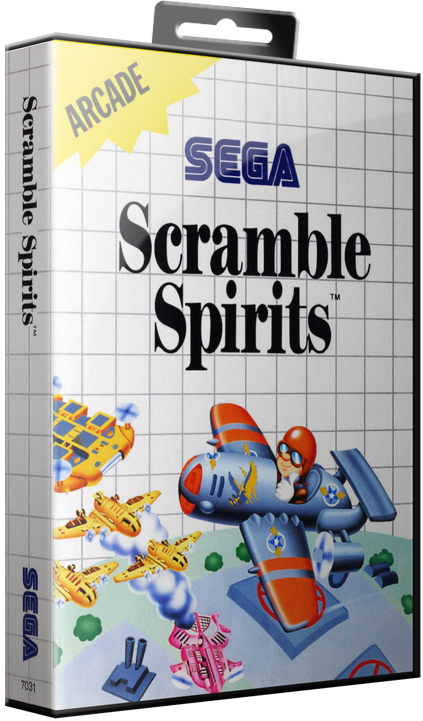 ARCADE
SEGA
Scramble
Spirits™
Scramble Spirits™
SEGA
7031